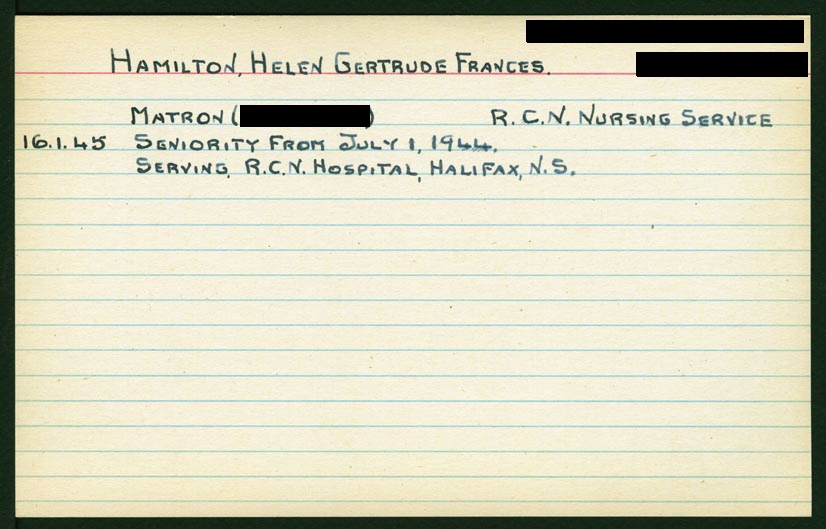 HAMILTON, HELEN GERTRUDE FRANCES.
MATRON ( ) R.C.N. NURSING SERVICE
16.1.45 SENIORITY FROM JULY 1, 1944.
SERVING, R.C.N. HOSPITAL, HALIFAX, N.S.